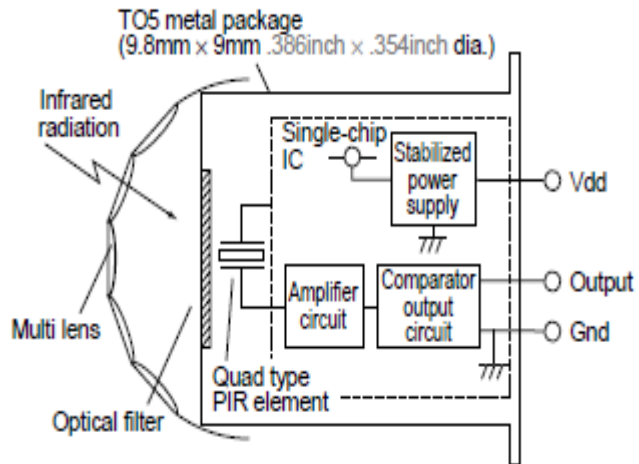 TO5 metal package
(9.8mm × 9mm .386inch × .354inch dia.)
Infrared
radiation
Single-chip
IC
Stabilized
power
supply
Vdd
Amplifier
circuit
Comparator
output
circuit
Output
Gnd
Multi lens
Quad type
PIR element
Optical filter